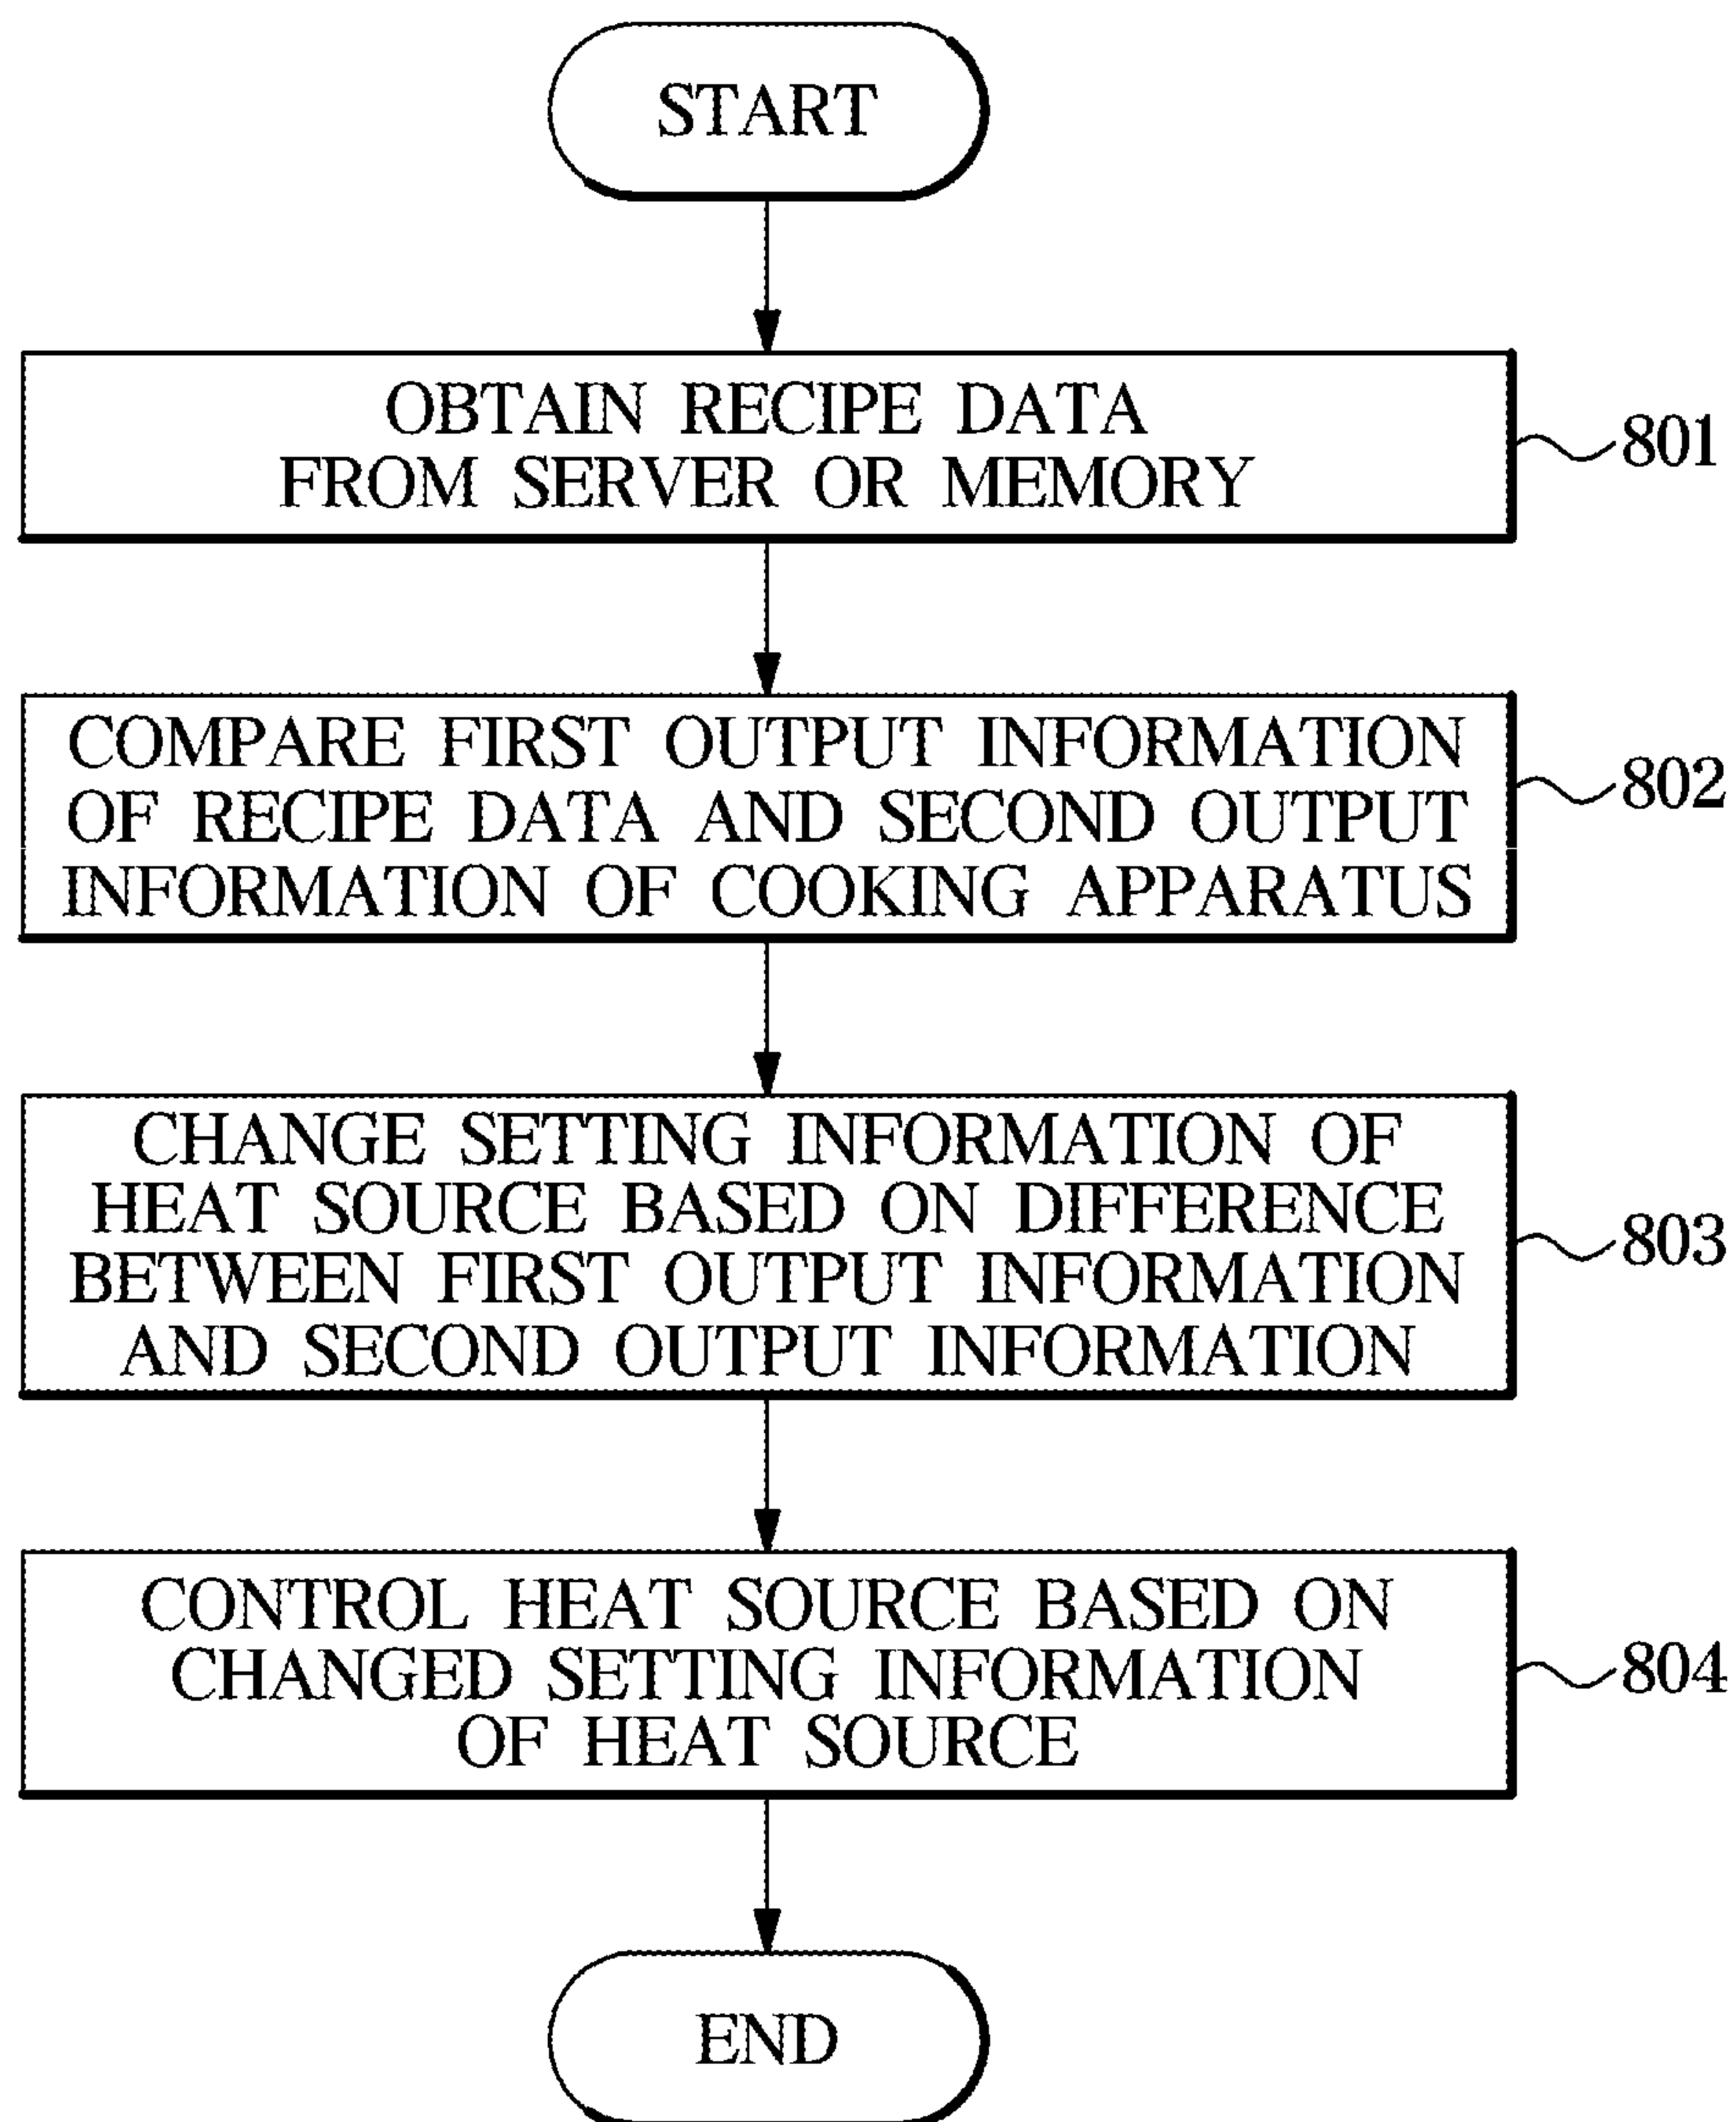 START
OBTAIN RECIPE DATA
FROM SERVER OR MEMORY
801
COMPARE FIRST OUTPUT INFORMATION
OF RECIPE DATA AND SECOND OUTPUT
INFORMATION OF COOKING APPARATUS
802
CHANGE SETTING INFORMATION OF
HEAT SOURCE BASED ON DIFFERENCE
BETWEEN FIRST OUTPUT INFORMATION
AND SECOND OUTPUT INFORMATION
803
CONTROL HEAT SOURCE BASED ON
CHANGED SETTING INFORMATION
OF HEAT SOURCE
804
END